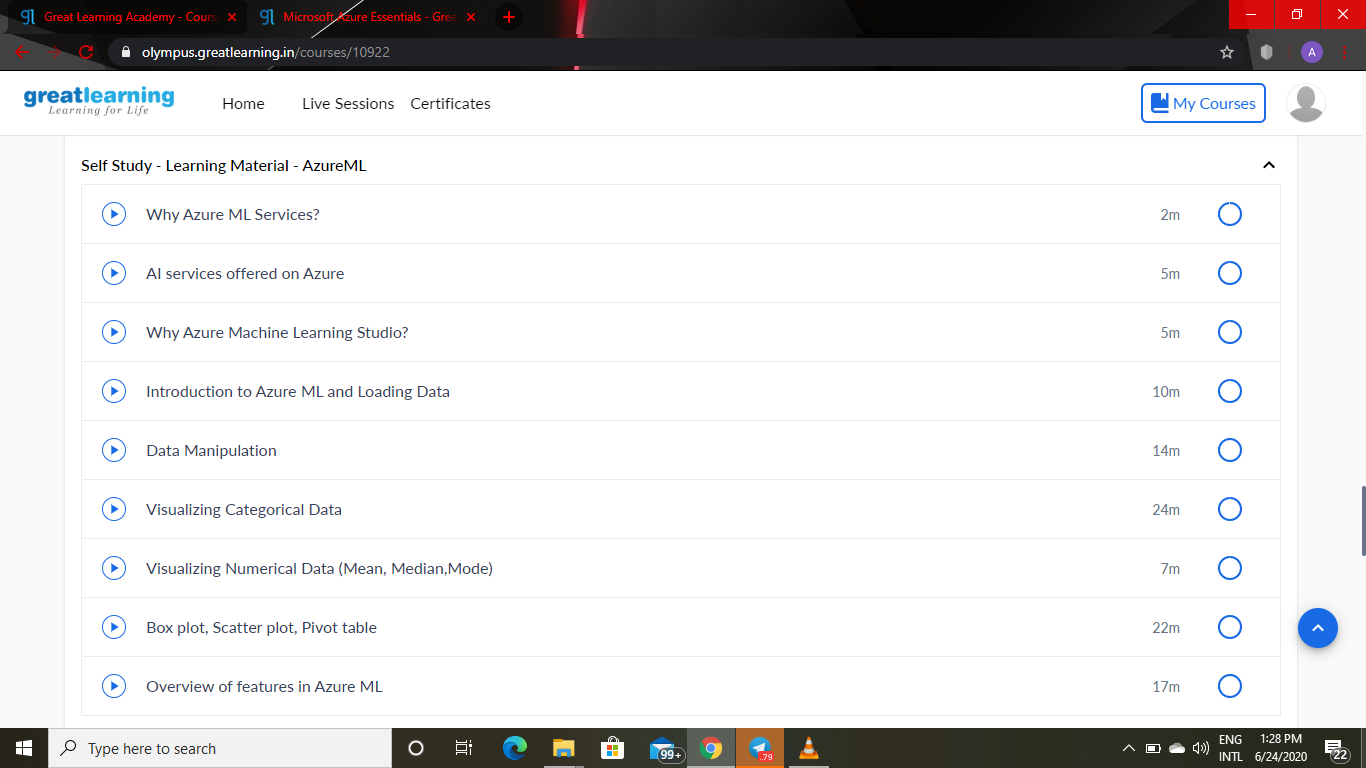 Great Learning Academy - Cours
Microsoft Azure Essentials - Grea
olympus.greatlearning.in/courses/10922
A
greatlearning
Learning for Life
Home
Live Sessions
Certificates
My Courses
Self Study - Learning Material - AzureML
Why Azure ML Services? 2m
AI services offered on Azure 5m
Why Azure Machine Learning Studio? 5m
Introduction to Azure ML and Loading Data 10m
Data Manipulation 14m
Visualizing Categorical Data 24m
Visualizing Numerical Data (Mean, Median,Mode) 7m
Box plot, Scatter plot, Pivot table 22m
Overview of features in Azure ML 17m
Type here to search
99+
..79
ENG
INTL
1:28 PM
6/24/2020
22